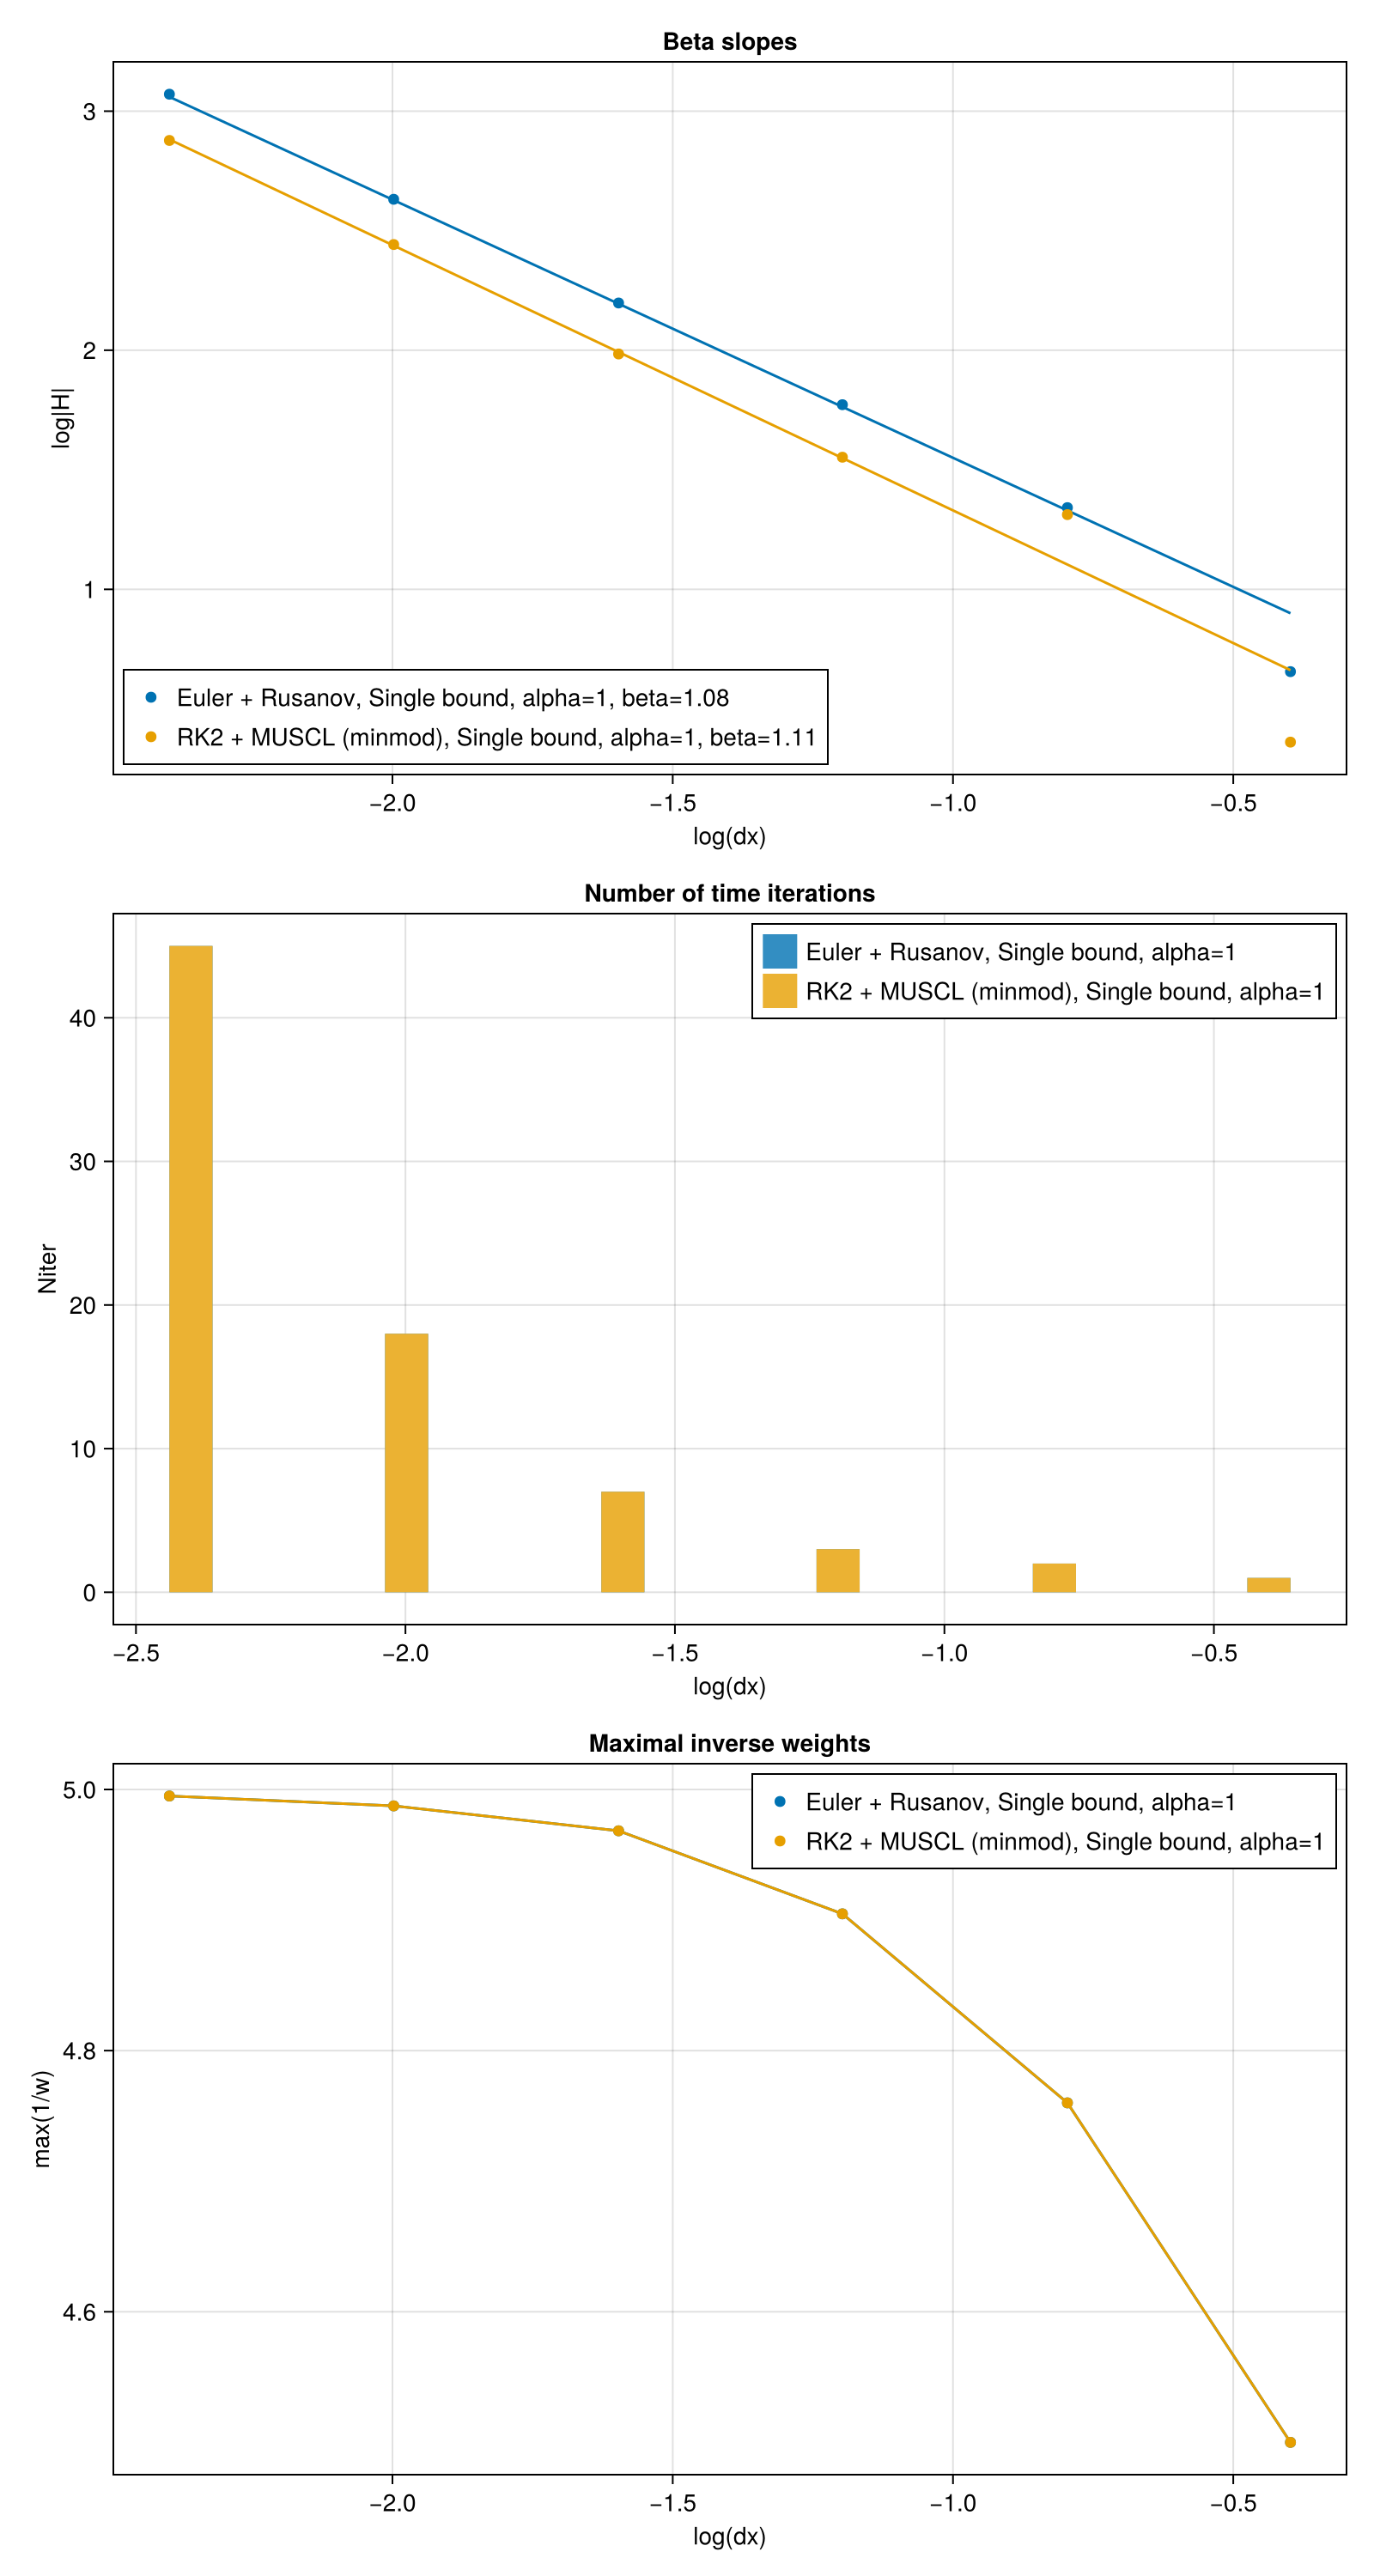 Beta slopes
3
2
1
log|H|
Euler + Rusanov, Single bound, alpha=1, beta=1.08
RK2 + MUSCL (minmod), Single bound, alpha=1, beta=1.11
−2.0 −1.5 −1.0 −0.5
log(dx)
Number of time iterations
Euler + Rusanov, Single bound, alpha=1
RK2 + MUSCL (minmod), Single bound, alpha=1
40
30
20
10
0
Niter
−2.5 −2.0 −1.5 −1.0 −0.5
log(dx)
Maximal inverse weights
Euler + Rusanov, Single bound, alpha=1
RK2 + MUSCL (minmod), Single bound, alpha=1
5.0
4.8
4.6
max(1/w)
−2.0 −1.5 −1.0 −0.5
log(dx)